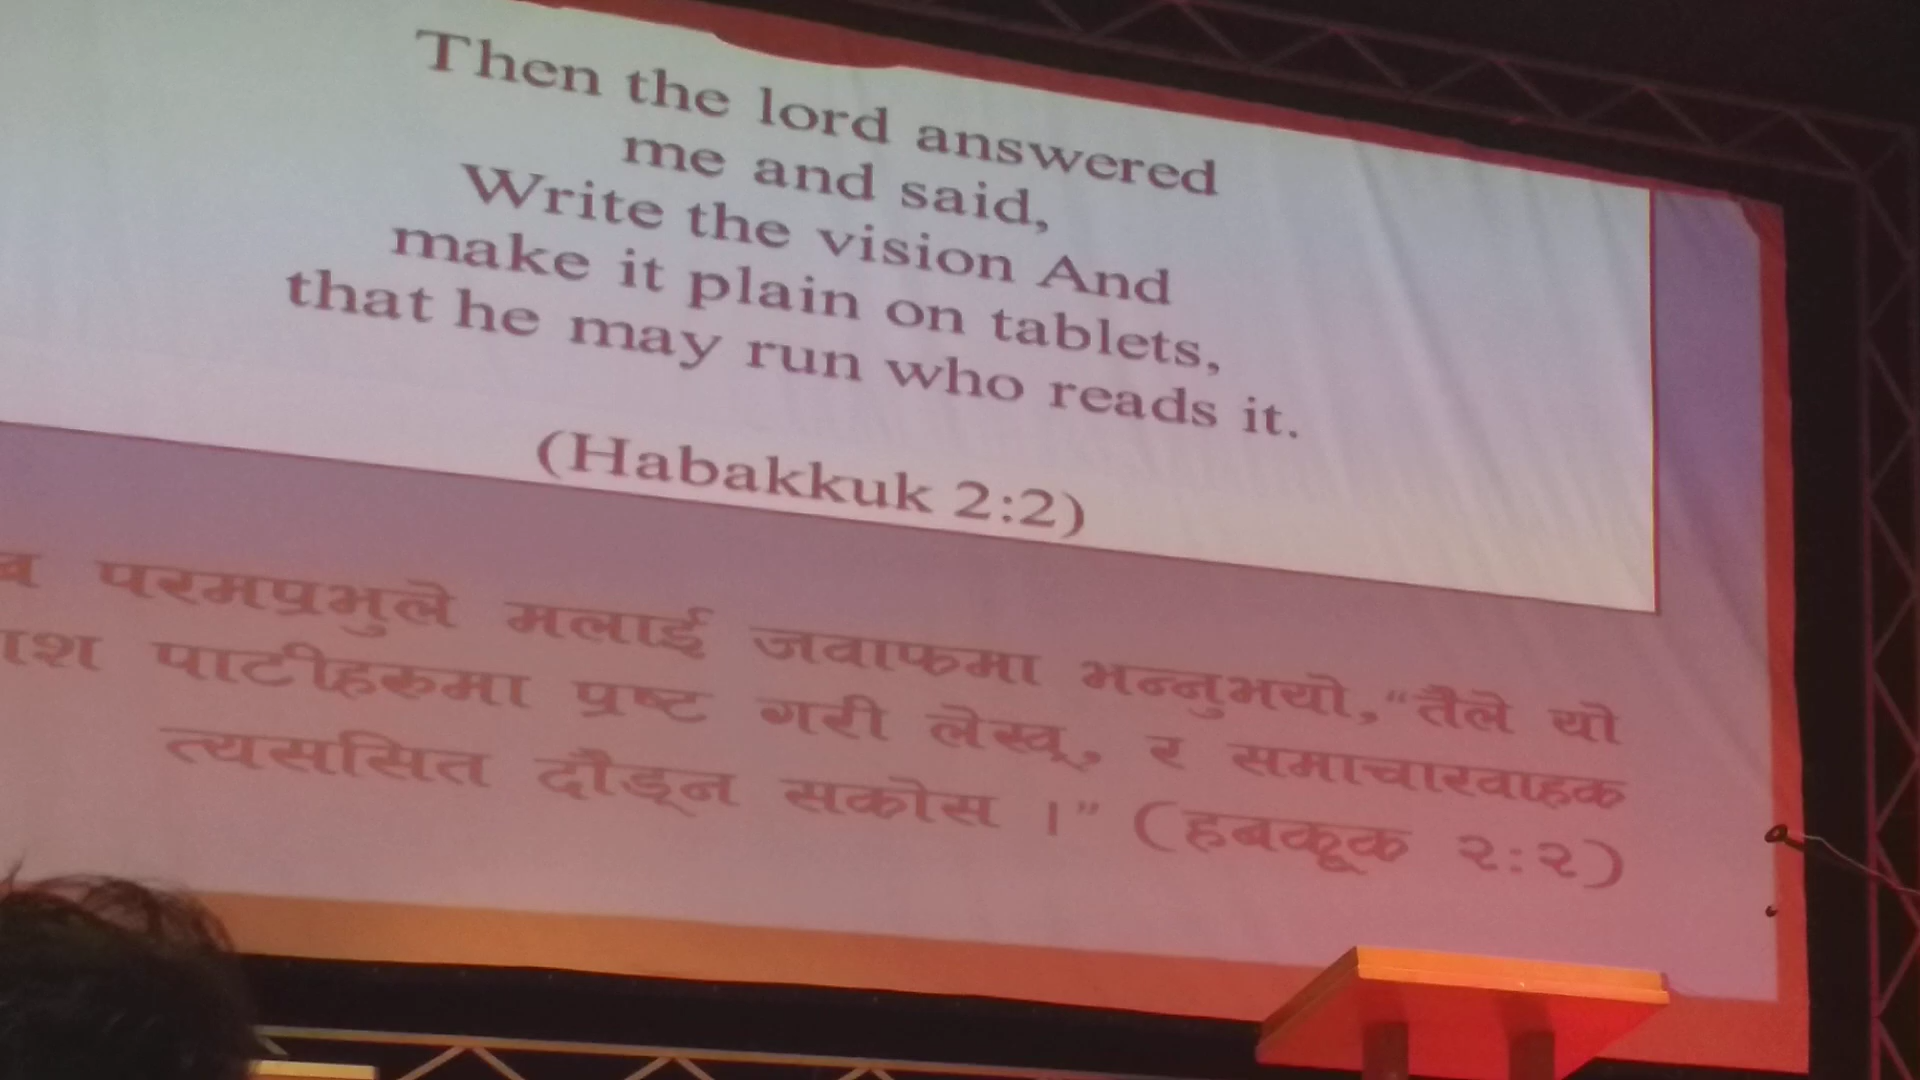 Then the lord answered
me and said,
Write the vision And
make it plain on tablets,
that he may run who reads it.
(Habakkuk 2:2)
परमप्रभुले मलाई जवाफमा भन्नुभयो,“तैले यो
पाटीहरुमा प्रष्ट गरी लेख्, र समाचारवाहक
त्यससित दौड्न सकोस ।” (हबकूक २:२)